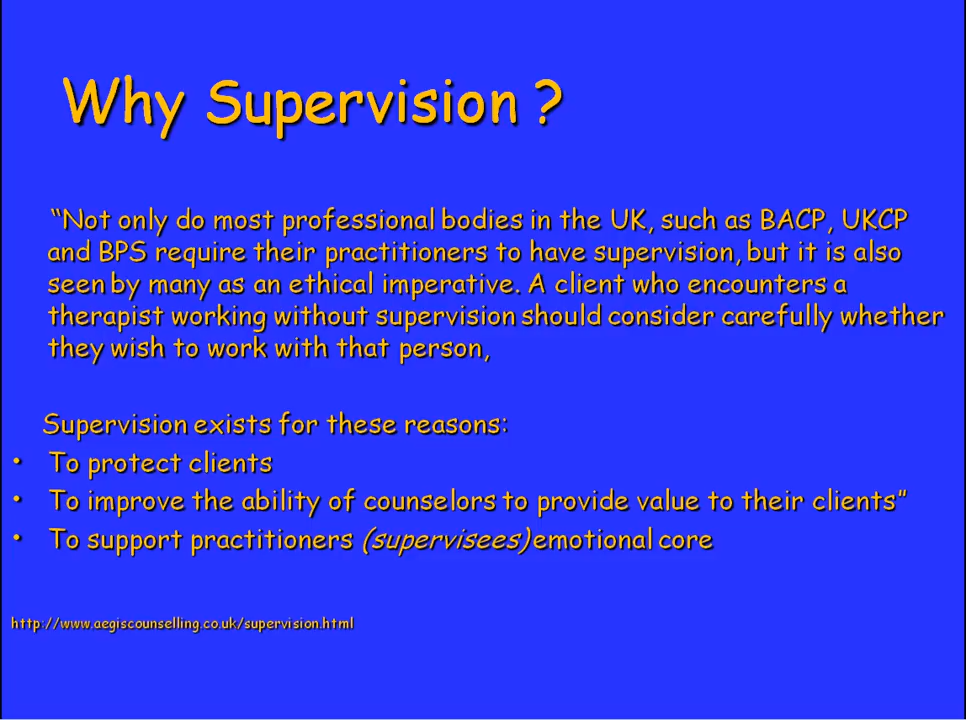 Why Supervision ?
“Not only do most professional bodies in the UK, such as BACP, UKCP
and BPS require their practitioners to have supervision, but it is also
seen by many as an ethical imperative. A client who encounters a
therapist working without supervision should consider carefully whether
they wish to work with that person,
Supervision exists for these reasons:
• To protect clients
• To improve the ability of counselors to provide value to their clients”
• To support practitioners (supervisees) emotional core
http://www.aegiscounselling.co.uk/supervision.html